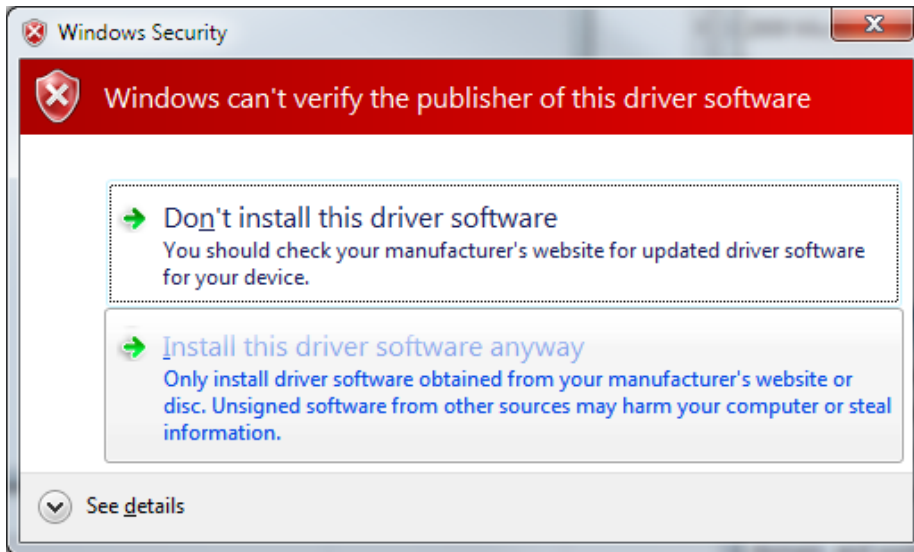 Windows Security
Windows can't verify the publisher of this driver software
Don't install this driver software
You should check your manufacturer's website for updated driver software
for your device.
Install this driver software anyway
Only install driver software obtained from your manufacturer's website or
disc. Unsigned software from other sources may harm your computer or steal
information.
See details